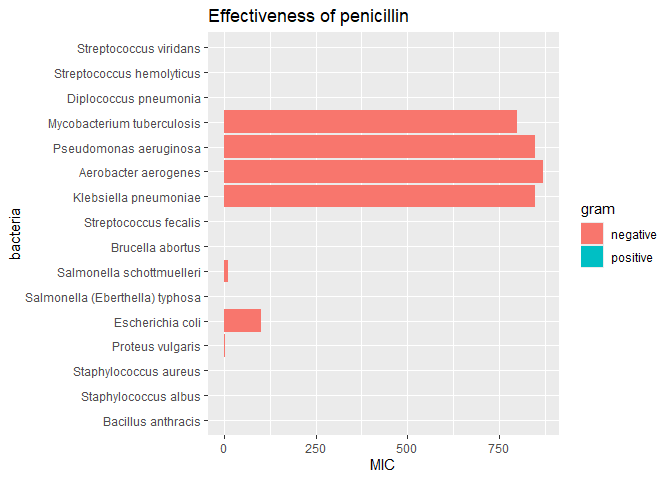 Effectiveness of penicillin
Streptococcus viridans
Streptococcus hemolyticus
Diplococcus pneumonia
Mycobacterium tuberculosis
Pseudomonas aeruginosa
Aerobacter aerogenes
Klebsiella pneumoniae
Streptococcus fecalis
Brucella abortus
Salmonella schottmuelleri
Salmonella (Eberthella) typhosa
Escherichia coli
Proteus vulgaris
Staphylococcus aureus
Staphylococcus albus
Bacillus anthracis
bacteria
0 250 500 750
MIC
gram
negative
positive